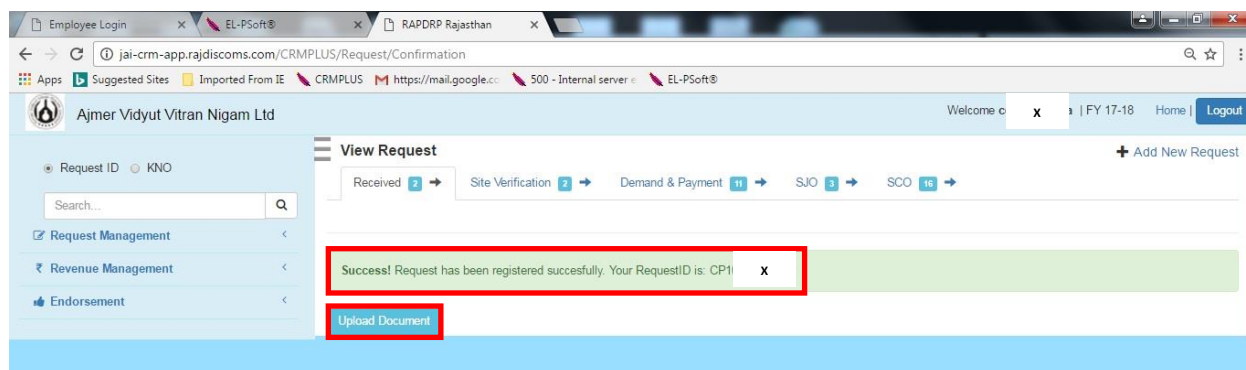 Employee Login x EL-PSoft® x RAPDRP Rajasthan x
jai-crm-app.rajdiscoms.com/CRMPLUS/Request/Confirmation
Apps Suggested Sites Imported From IE CRMPLUS https://mail.google.co 500 - Internal server e EL-PSoft®
Ajmer Vidyut Vitran Nigam Ltd Welcome c x a | FY 17-18 Home | Logout
View Request Add New Request
Request ID KNO
Received 2 Site Verification 2 Demand & Payment 11 SJO 3 SCO 16
Search...
Request Management
₹ Revenue Management
Success! Request has been registered succesfully. Your RequestID is: CP1 x
Endorsement
Upload Document